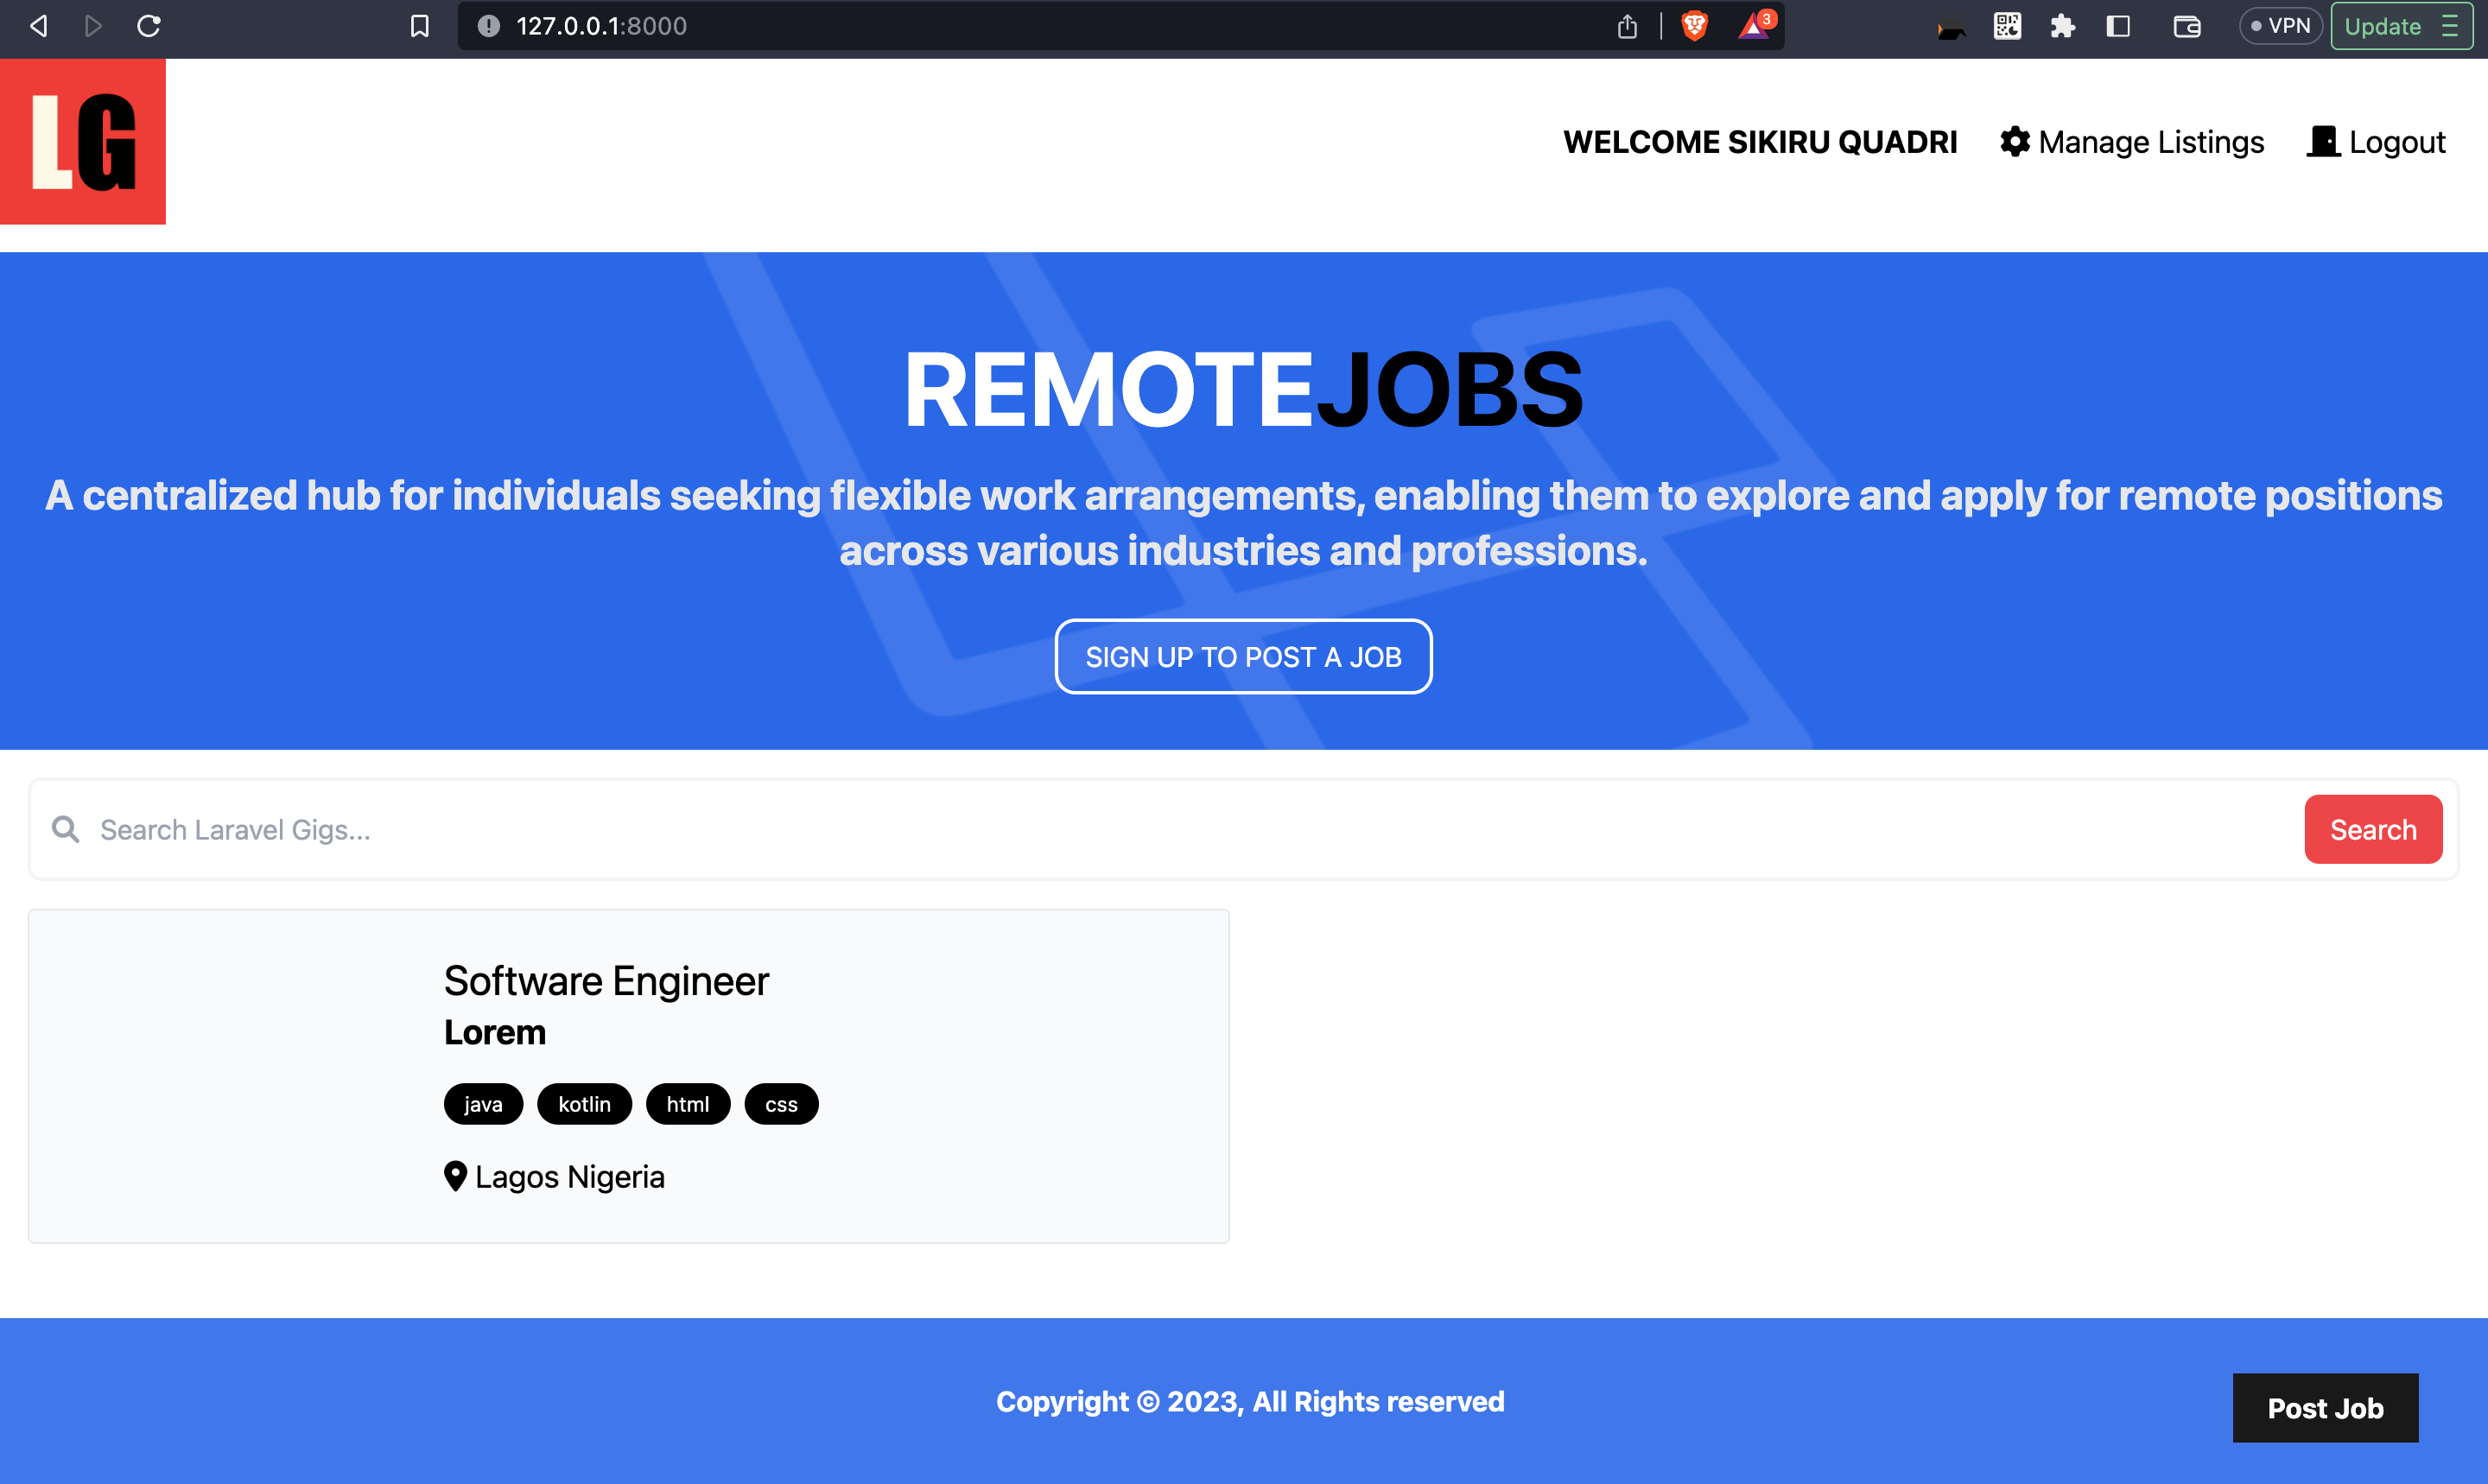 127.0.0.1:8000
3
VPN
Update
LG
WELCOME SIKIRU QUADRI
Manage Listings
Logout
REMOTEJOBS
A centralized hub for individuals seeking flexible work arrangements, enabling them to explore and apply for remote positions
across various industries and professions.
SIGN UP TO POST A JOB
Search Laravel Gigs...
Search
Software Engineer
Lorem
java kotlin html css
Lagos Nigeria
Copyright © 2023, All Rights reserved
Post Job